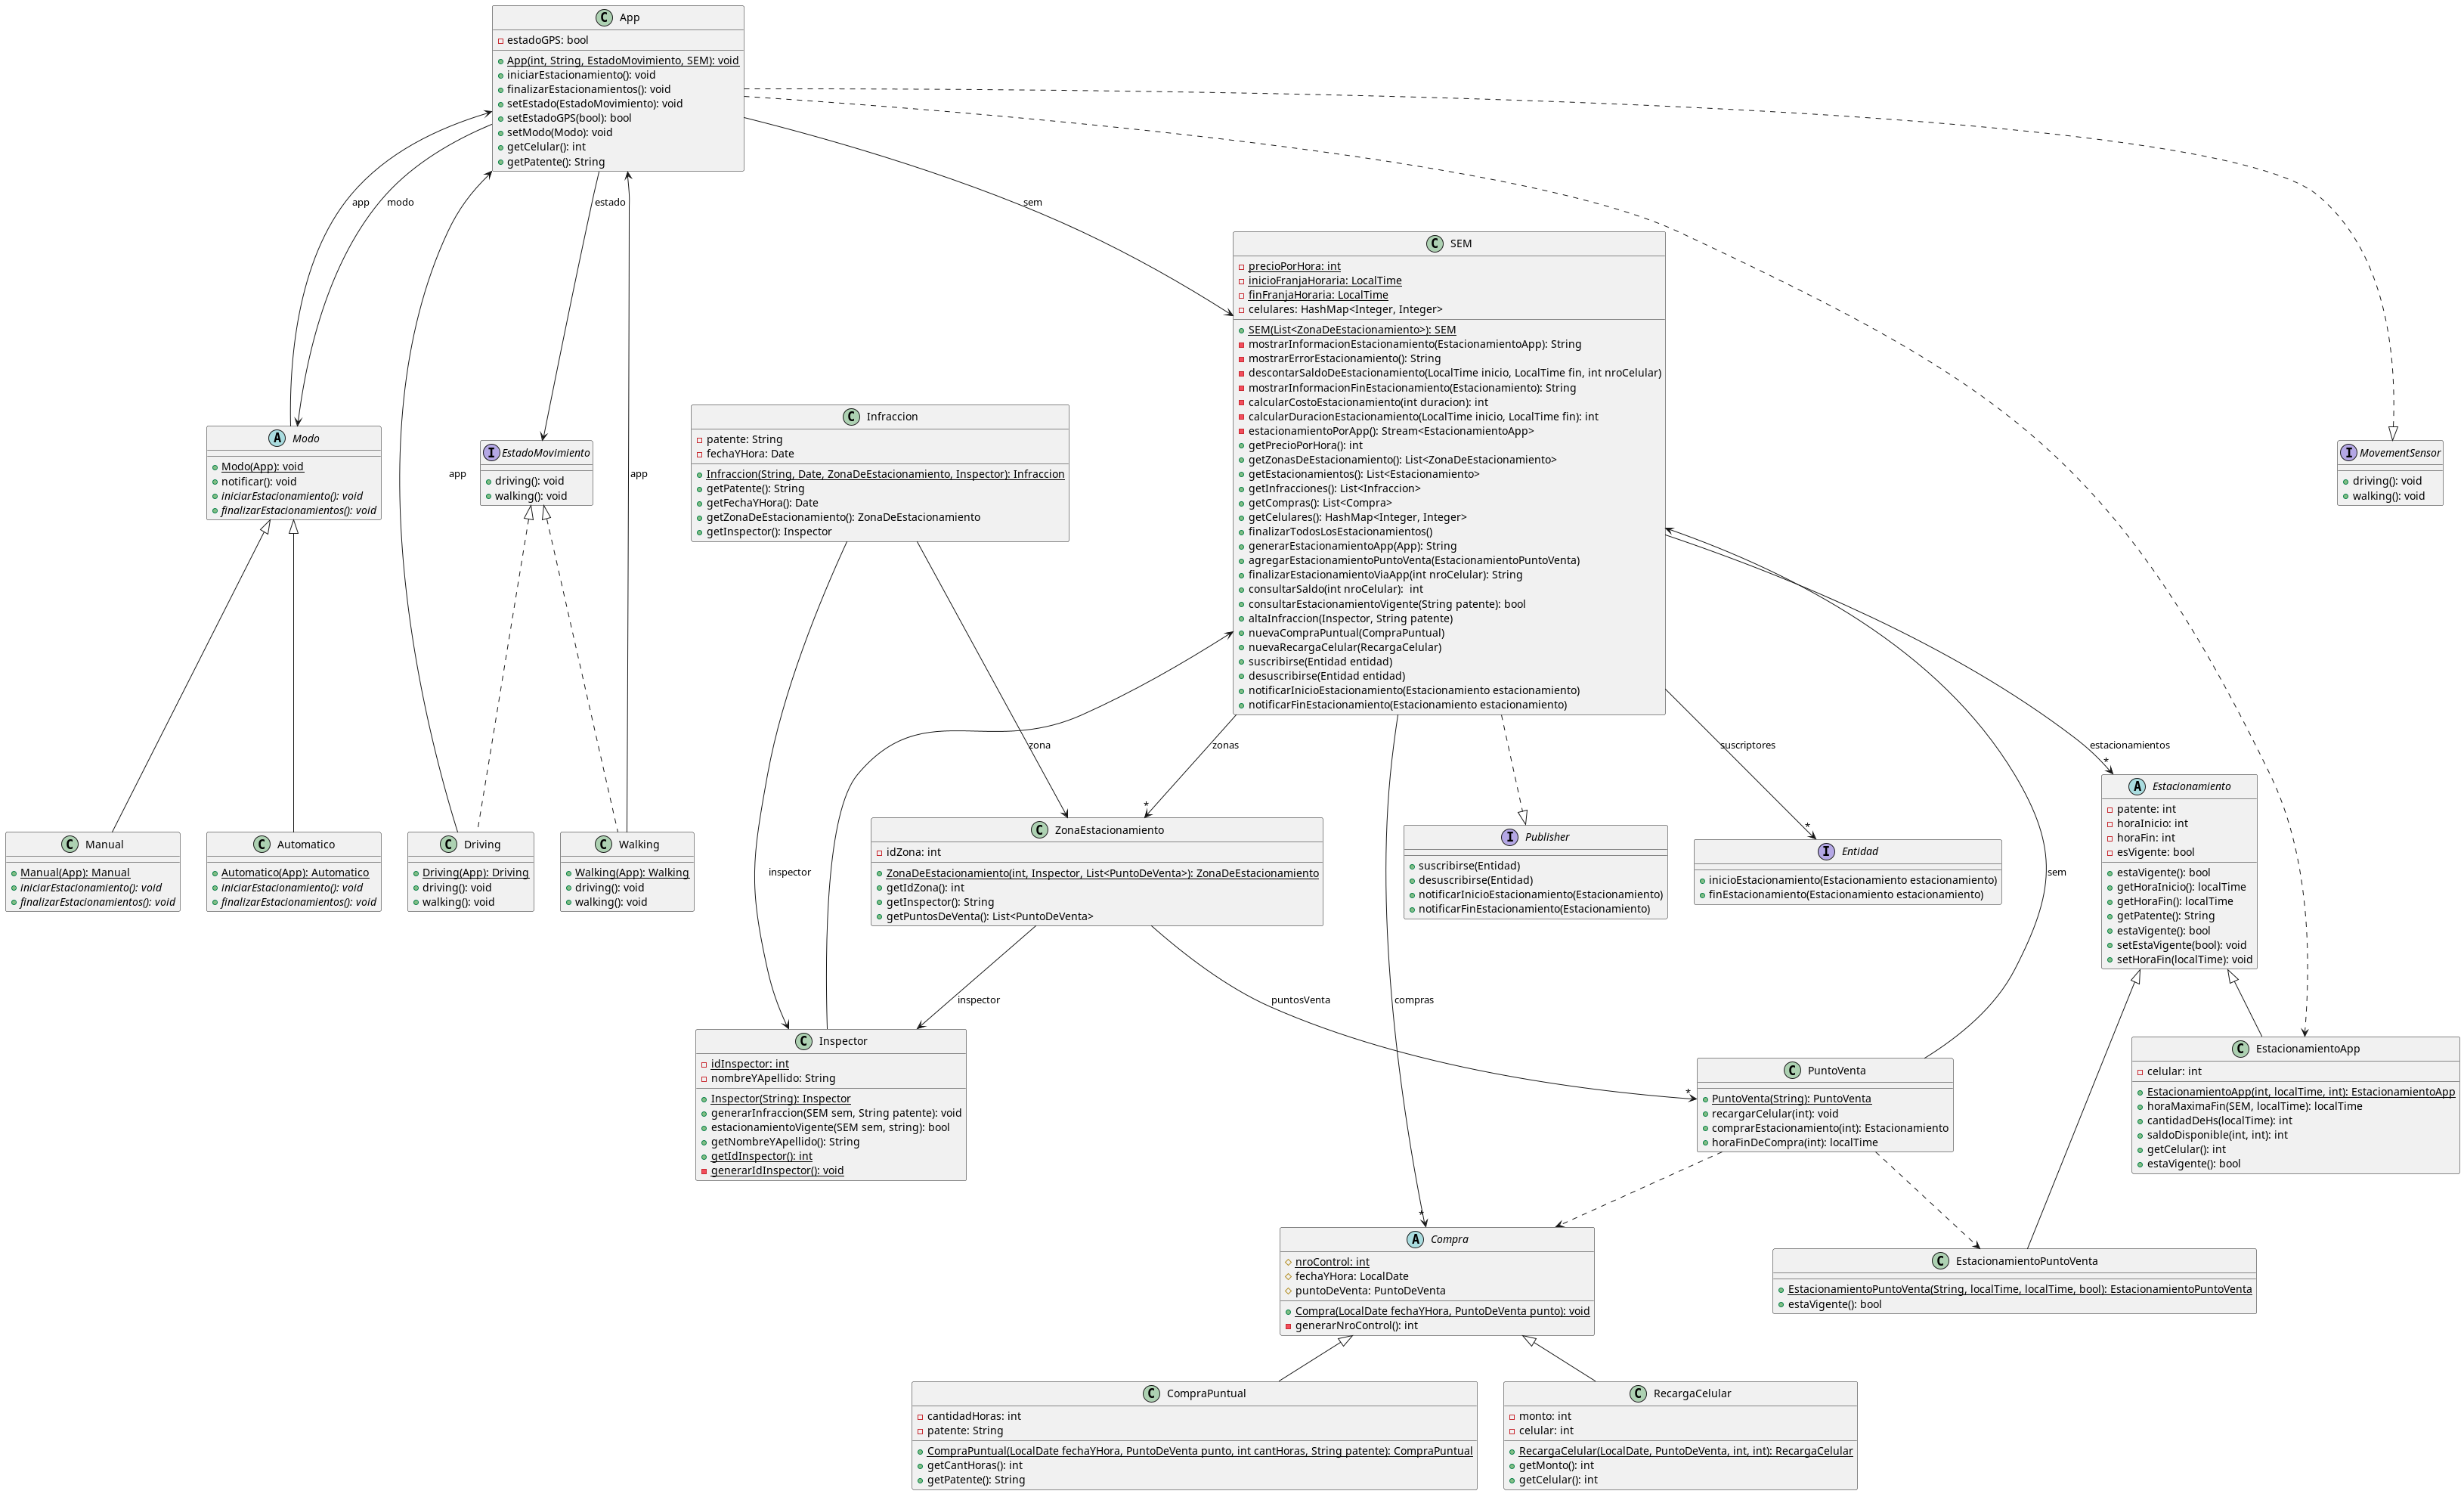 App
estadoGPS: bool
App(int, String, EstadoMovimiento, SEM): void
iniciarEstacionamiento(): void
finalizarEstacionamientos(): void
setEstado(EstadoMovimiento): void
setEstadoGPS(bool): bool
setModo(Modo): void
getCelular(): int
getPatente(): String
app
modo
estado
sem
SEM
precioPorHora: int
inicioFranjaHoraria: LocalTime
finFranjaHoraria: LocalTime
celulares: HashMap<Integer, Integer>
SEM(List<ZonaDeEstacionamiento>): SEM
mostrarInformacionEstacionamiento(EstacionamientoApp): String
mostrarErrorEstacionamiento(): String
descontarSaldoDeEstacionamiento(LocalTime inicio, LocalTime fin, int nroCelular)
mostrarInformacionFinEstacionamiento(Estacionamiento): String
calcularCostoEstacionamiento(int duracion): int
calcularDuracionEstacionamiento(LocalTime inicio, LocalTime fin): int
estacionamientoPorApp(): Stream<EstacionamientoApp>
getPrecioPorHora(): int
getZonasDeEstacionamiento(): List<ZonaDeEstacionamiento>
getEstacionamientos(): List<Estacionamiento>
getInfracciones(): List<Infraccion>
getCompras(): List<Compra>
getCelulares(): HashMap<Integer, Integer>
finalizarTodosLosEstacionamientos()
generarEstacionamientoApp(App): String
agregarEstacionamientoPuntoVenta(EstacionamientoPuntoVenta)
finalizarEstacionamientoViaApp(int nroCelular): String
consultarSaldo(int nroCelular):  int
consultarEstacionamientoVigente(String patente): bool
altaInfraccion(Inspector, String patente)
nuevaCompraPuntual(CompraPuntual)
nuevaRecargaCelular(RecargaCelular)
suscribirse(Entidad entidad)
desuscribirse(Entidad entidad)
notificarInicioEstacionamiento(Estacionamiento estacionamiento)
notificarFinEstacionamiento(Estacionamiento estacionamiento)
Modo
Modo(App): void
notificar(): void
iniciarEstacionamiento(): void
finalizarEstacionamientos(): void
app
EstadoMovimiento
driving(): void
walking(): void
app
Infraccion
patente: String
fechaYHora: Date
Infraccion(String, Date, ZonaDeEstacionamiento, Inspector): Infraccion
getPatente(): String
getFechaYHora(): Date
getZonaDeEstacionamiento(): ZonaDeEstacionamiento
getInspector(): Inspector
MovementSensor
driving(): void
walking(): void
zona
zonas
*
suscriptores
*
estacionamientos
*
Manual
Manual(App): Manual
iniciarEstacionamiento(): void
finalizarEstacionamientos(): void
Automatico
Automatico(App): Automatico
iniciarEstacionamiento(): void
finalizarEstacionamientos(): void
Driving
Driving(App): Driving
driving(): void
walking(): void
Walking
Walking(App): Walking
driving(): void
walking(): void
inspector
ZonaEstacionamiento
idZona: int
ZonaDeEstacionamiento(int, Inspector, List<PuntoDeVenta>): ZonaDeEstacionamiento
getIdZona(): int
getInspector(): String
getPuntosDeVenta(): List<PuntoDeVenta>
Publisher
suscribirse(Entidad)
desuscribirse(Entidad)
notificarInicioEstacionamiento(Estacionamiento)
notificarFinEstacionamiento(Estacionamiento)
Entidad
inicioEstacionamiento(Estacionamiento estacionamiento)
finEstacionamiento(Estacionamiento estacionamiento)
sem
Estacionamiento
patente: int
horaInicio: int
horaFin: int
esVigente: bool
estaVigente(): bool
getHoraInicio(): localTime
getHoraFin(): localTime
getPatente(): String
estaVigente(): bool
setEstaVigente(bool): void
setHoraFin(localTime): void
inspector
puntosVenta
*
compras
*
Inspector
idInspector: int
nombreYApellido: String
Inspector(String): Inspector
generarInfraccion(SEM sem, String patente): void
estacionamientoVigente(SEM sem, string): bool
getNombreYApellido(): String
getIdInspector(): int
generarIdInspector(): void
PuntoVenta
PuntoVenta(String): PuntoVenta
recargarCelular(int): void
comprarEstacionamiento(int): Estacionamiento
horaFinDeCompra(int): localTime
EstacionamientoApp
celular: int
EstacionamientoApp(int, localTime, int): EstacionamientoApp
horaMaximaFin(SEM, localTime): localTime
cantidadDeHs(localTime): int
saldoDisponible(int, int): int
getCelular(): int
estaVigente(): bool
Compra
nroControl: int
fechaYHora: LocalDate
puntoDeVenta: PuntoDeVenta
Compra(LocalDate fechaYHora, PuntoDeVenta punto): void
generarNroControl(): int
EstacionamientoPuntoVenta
EstacionamientoPuntoVenta(String, localTime, localTime, bool): EstacionamientoPuntoVenta
estaVigente(): bool
CompraPuntual
cantidadHoras: int
patente: String
CompraPuntual(LocalDate fechaYHora, PuntoDeVenta punto, int cantHoras, String patente): CompraPuntual
getCantHoras(): int
getPatente(): String
RecargaCelular
monto: int
celular: int
RecargaCelular(LocalDate, PuntoDeVenta, int, int): RecargaCelular
getMonto(): int
getCelular(): int